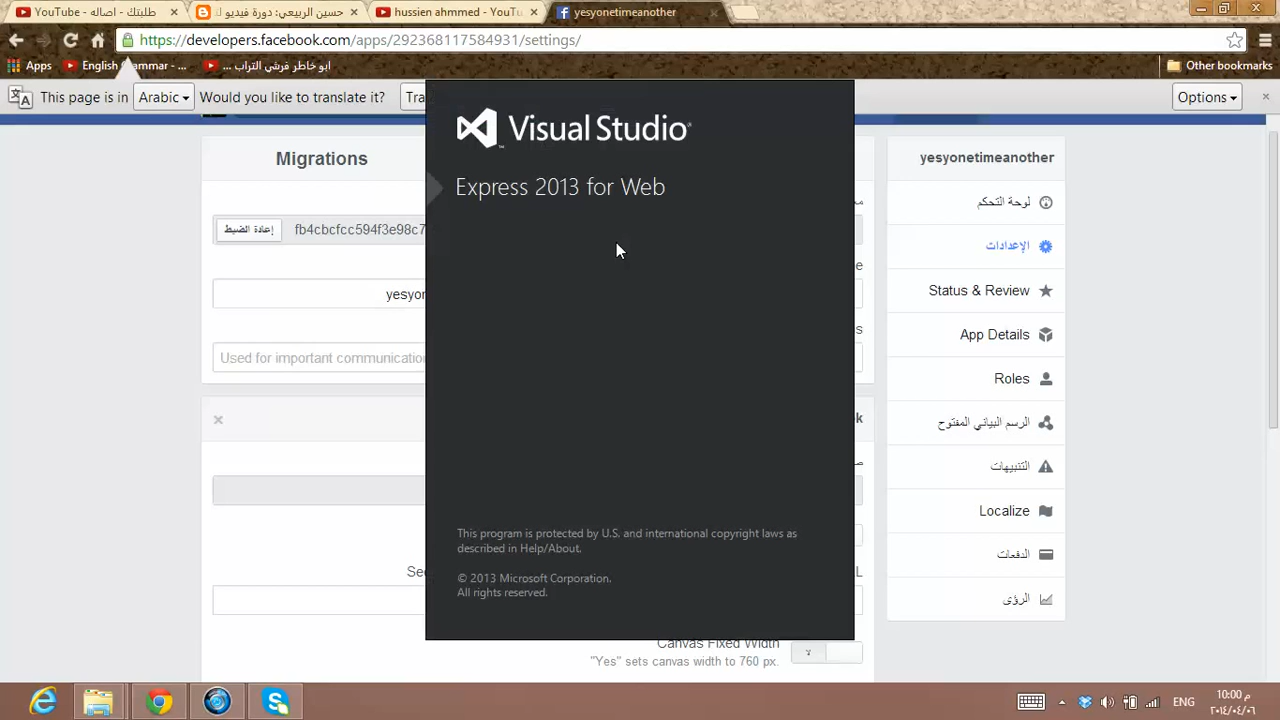 طلبتك - اصاله - YouTube
حسين الربيعي: دورة فيديو ل
hussien ahmmed - YouTu
yesyonetimeanother
https://developers.facebook.com/apps/292368117584931/settings/
Apps
English Grammar - ...
ابو خاطر فرشي التراب ...
Other bookmarks
This page is in Arabic Would you like to translate it?
Options
Visual Studio
Express 2013 for Web
This program is protected by U.S. and international copyright laws as
described in Help/About.
© 2013 Microsoft Corporation.
All rights reserved.
Migrations
إعادة الضبط
fb4cbcfcc594f3e98c7
yesyon
Used for important communication
Canvas Fixed Width
"Yes" sets canvas width to 760 px.
لا
yesyonetimeanother
لوحة التحكم
الإعدادات
Status & Review
App Details
Roles
الرسم البياني المفتوح
التنبيهات
Localize
الدفعات
الرؤى
ENG
10:00 م
٢٠١٤/٠٤/٠٦